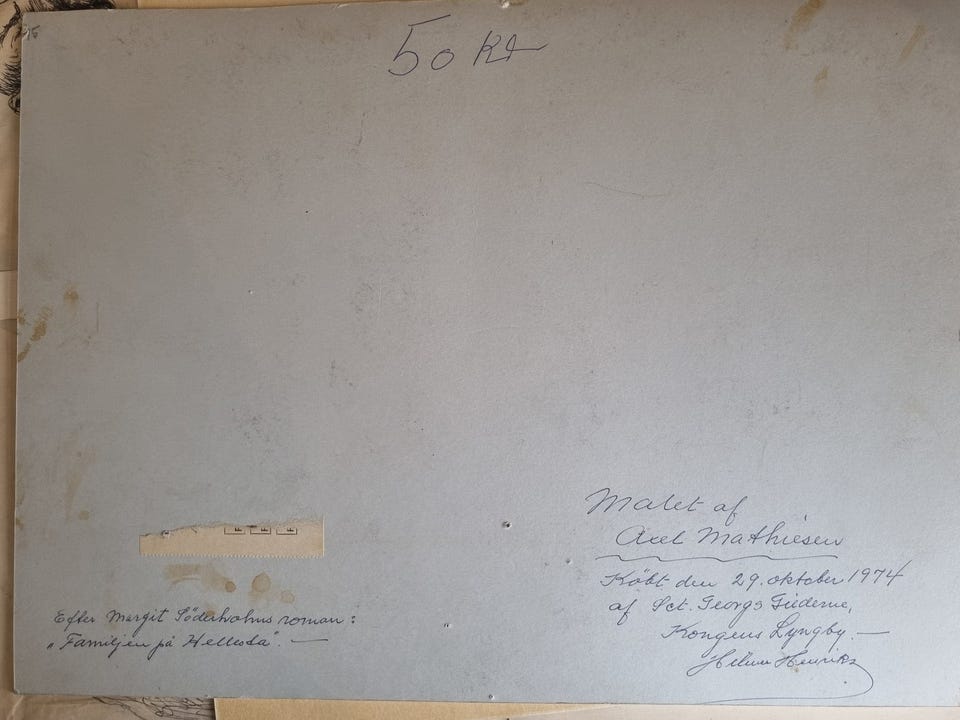 50 kr
Malet af
Axel Mathiesen
Købt den 29. oktober 1974
af Sct. Georgs Gilderne,
Kongens Lyngby. —
Efter Margit Söderholms roman:
„Familjen på Hellesta". —